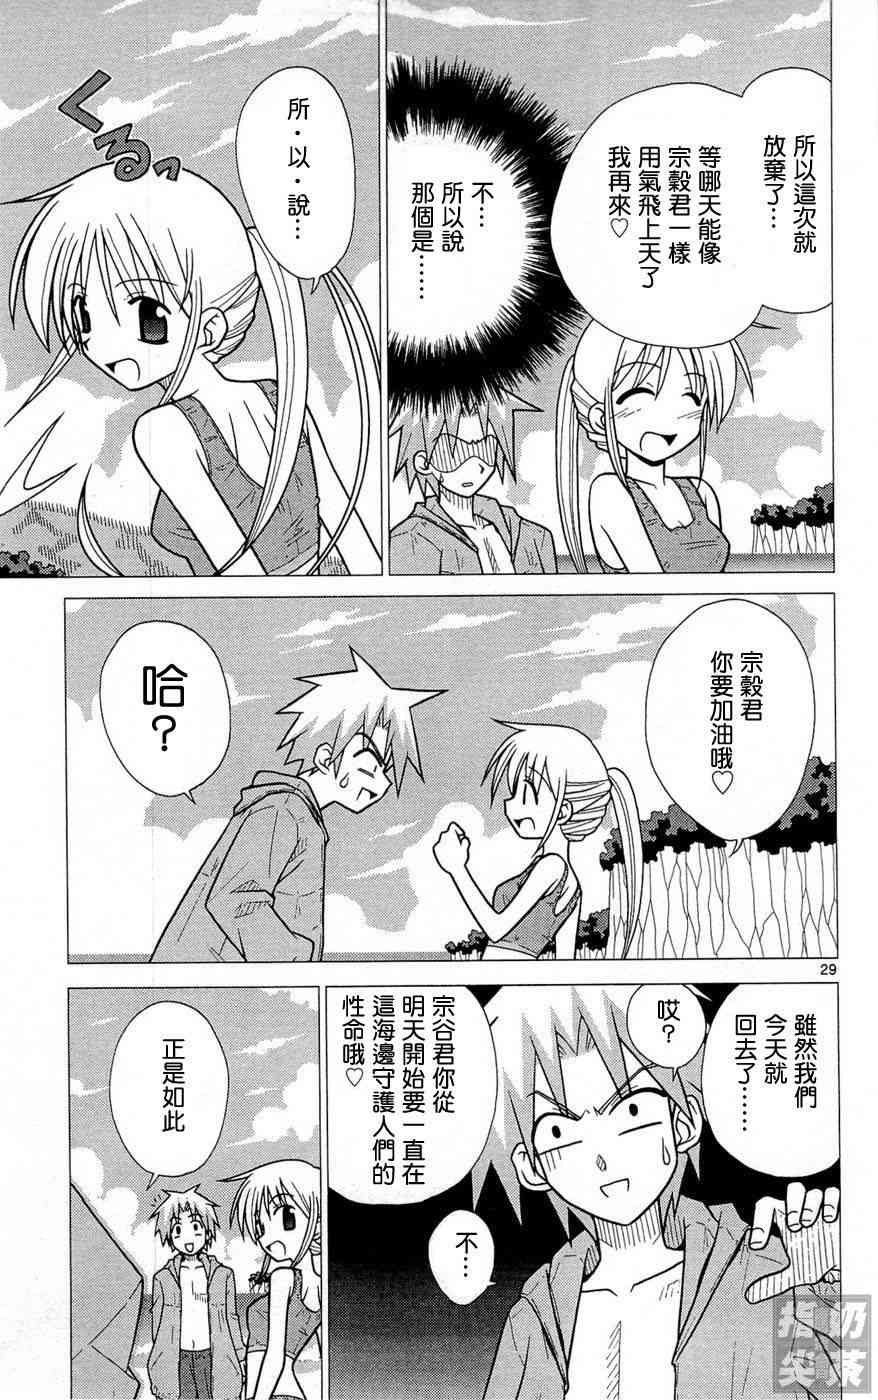 所以這次就
放棄了…
等哪天能像
宗穀君一樣
用氣飛上天了
我再來♡
不…
所以說
那個是……
所・以・說…
くるっ
宗穀君
你要加油哦♡
哈？
29
雖然我們
今天就
回去了……
哎？
宗谷君你從
明天開始要一直在
這海邊守護人們的
性命哦♡
不…
正是如此
指奶
尖茶